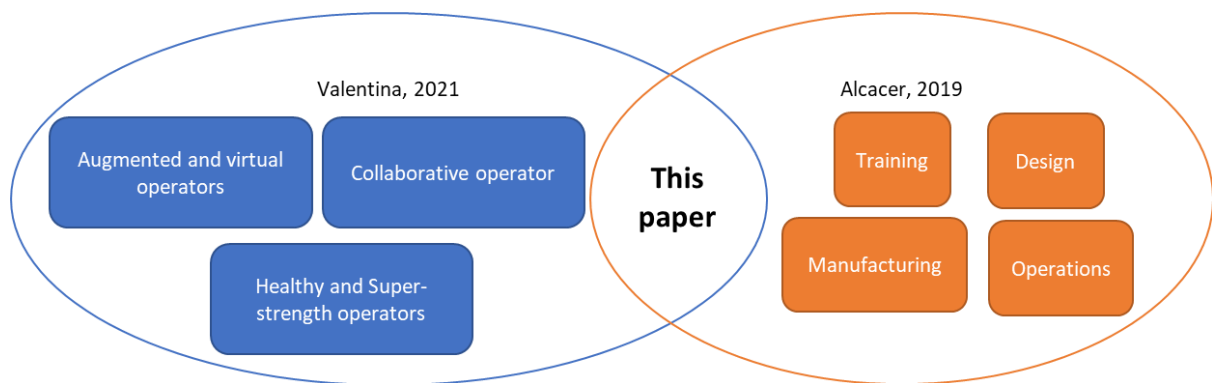 Valentina, 2021
Augmented and virtual
operators
Collaborative operator
Healthy and Super-
strength operators
This
paper
Alcacer, 2019
Training
Design
Manufacturing
Operations